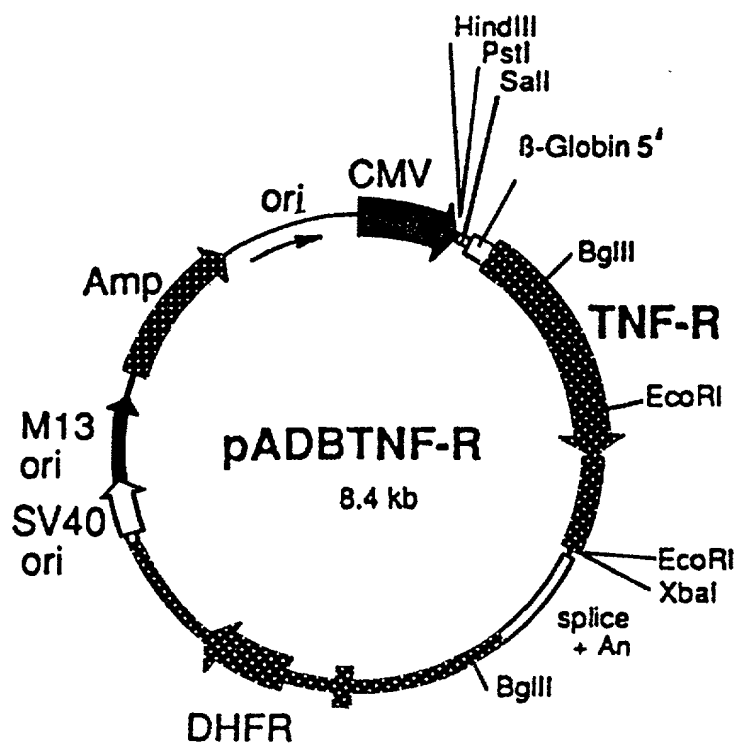 HindIII
PstI
SalI
ß-Globin 5'
CMV
ori
BglII
Amp
TNF-R
EcoRI
M13
ori
pADBTNF-R
8.4 kb
SV40
ori
EcoRI
XbaI
splice
+ An
BglII
DHFR